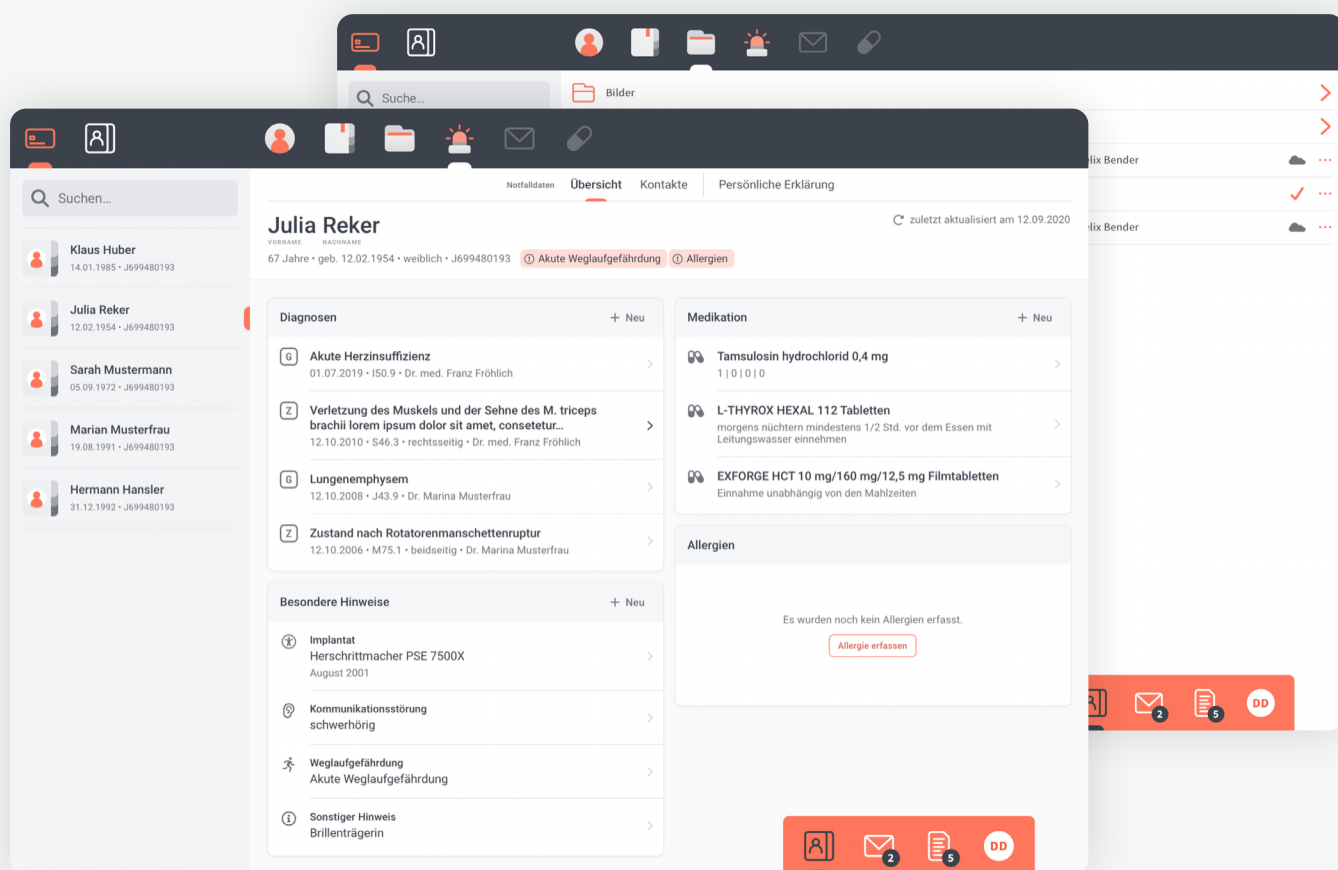 Suche...
Bilder
lix Bender
lix Bender
2
5
DD
Suchen...
Klaus Huber
14.01.1985 • J699480193
Julia Reker
12.02.1954 • J699480193
Sarah Mustermann
05.09.1972 • J699480193
Marian Musterfrau
19.08.1991 • J699480193
Hermann Hansler
31.12.1992 • J699480193
Notfalldaten Übersicht Kontakte Persönliche Erklärung
Julia Reker
VORNAME NACHNAME
zuletzt aktualisiert am 12.09.2020
67 Jahre • geb. 12.02.1954 • weiblich • J699480193 Akute Weglaufgefährdung Allergien
Diagnosen + Neu
G Akute Herzinsuffizienz
01.07.2019 • I50.9 • Dr. med. Franz Fröhlich
Z Verletzung des Muskels und der Sehne des M. triceps
brachii lorem ipsum dolor sit amet, consetetur...
12.10.2010 • S46.3 • rechtsseitig • Dr. med. Franz Fröhlich
G Lungenemphysem
12.10.2008 • J43.9 • Dr. Marina Musterfrau
Z Zustand nach Rotatorenmanschettenruptur
12.10.2006 • M75.1 • beidseitig • Dr. Marina Musterfrau
Besondere Hinweise + Neu
Implantat
Herschrittmacher PSE 7500X
August 2001
Kommunikationsstörung
schwerhörig
Weglaufgefährdung
Akute Weglaufgefährdung
Sonstiger Hinweis
Brillenträgerin
Medikation + Neu
Tamsulosin hydrochlorid 0,4 mg
1 | 0 | 0 | 0
L-THYROX HEXAL 112 Tabletten
morgens nüchtern mindestens 1/2 Std. vor dem Essen mit
Leitungswasser einnehmen
EXFORGE HCT 10 mg/160 mg/12,5 mg Filmtabletten
Einnahme unabhängig von den Mahlzeiten
Allergien
Es wurden noch kein Allergien erfasst.
Allergie erfassen
2
5
DD